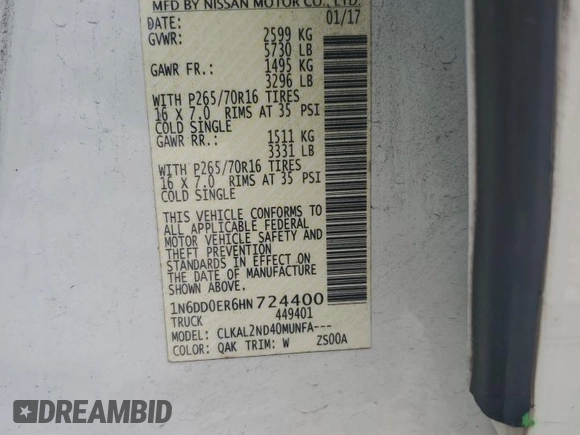 MFD BY NISSAN MOTOR CO., LTD.
DATE: 01/17
GVWR: 2599 KG
5730 LB
GAWR FR.: 1495 KG
3296 LB
WITH P265/70R16 TIRES
16 X 7.0 RIMS AT 35 PSI
COLD SINGLE
GAWR RR.: 1511 KG
3331 LB
WITH P265/70R16 TIRES
16 X 7.0 RIMS AT 35 PSI
COLD SINGLE
THIS VEHICLE CONFORMS TO
ALL APPLICABLE FEDERAL
MOTOR VEHICLE SAFETY AND
THEFT PREVENTION
STANDARDS IN EFFECT ON
THE DATE OF MANUFACTURE
SHOWN ABOVE.
1N6DD0ER6HN724400
TRUCK 449401
MODEL: CLKAL2ND40MUNFA---
COLOR: QAK TRIM: W ZS00A
DREAMBID